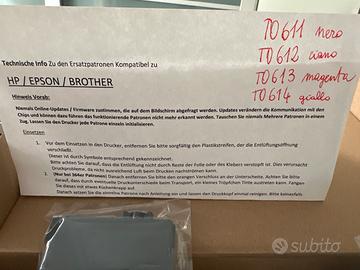 T0611 nero
T0612 ciano
T0613 magenta
T0614 giallo
Technische Info Zu den Ersatzpatronen Kompatibel zu
HP / EPSON / BROTHER
Hinweis Vorab:
Niemals Online-Updates / Firmware zustimmen, die auf dem Bildschirm abgefragt werden. Updates verändern die Kommunikation mit den
Chips und können dazu führen das funktionierende Patronen nicht mehr erkannt werden. Tauschen Sie niemals Mehrere Patronen in einem
Zug. Lassen Sie den Drucker jede Patrone einzeln initialisieren.
Einsetzen
1. Vor dem Einsetzen in den Drucker, entfernen Sie bitte sorgfältig den Plastikstreifen, der die Entlüftungsöffnung
verschließt.
Dieser ist durch Symbole entsprechend gekennzeichnet.
Bitte achten Sie darauf, dass die Entlüftung nicht durch Reste der Folie oder des Klebers verstopft ist. Dies verursacht
Druckprobleme, da nicht ausreichend Luft beim Drucken nachströmen kann.
2. (Nur bei 364er Patronen) Danach entfernen Sie bitte den orangen Verschluss an der Unterseite. Achten Sie bitte
darauf, dass durch eventuelle Druckunterschiede beim Transport, ein kleines Tröpfchen Tinte austreten kann. Fangen
Sie dieses mit etwas Küchenkrepp auf.
Danach setzen Sie die Patrone nach Anleitung ein und lassen den Druckkopf einmal reinigen. Bitte keinesfalls
subito